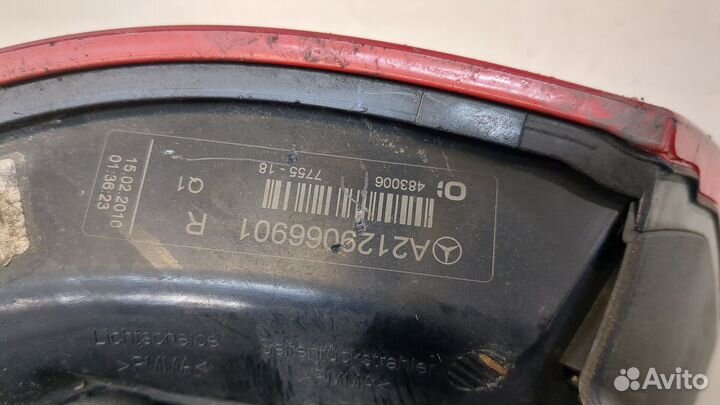 A2129066901
R
Q1
483006
7755-18
15.02.2010
01:36:23
Lichtscheibe
>PMMA<
Seitenrückstrahler
>PMMA<
Avito